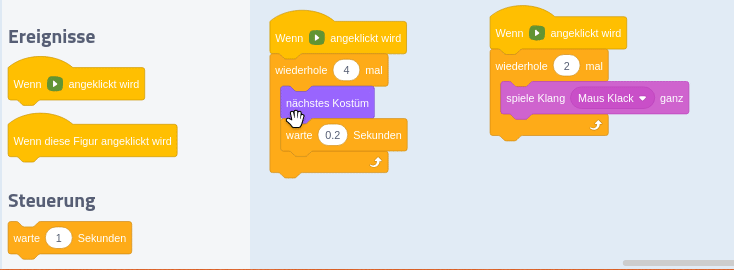 Ereignisse
Wenn angeklickt wird
Wenn diese Figur angeklickt wird
Steuerung
warte 1 Sekunden
Wenn angeklickt wird
wiederhole 4 mal
nächstes Kostüm
warte 0.2 Sekunden
Wenn angeklickt wird
wiederhole 2 mal
spiele Klang Maus Klack ganz